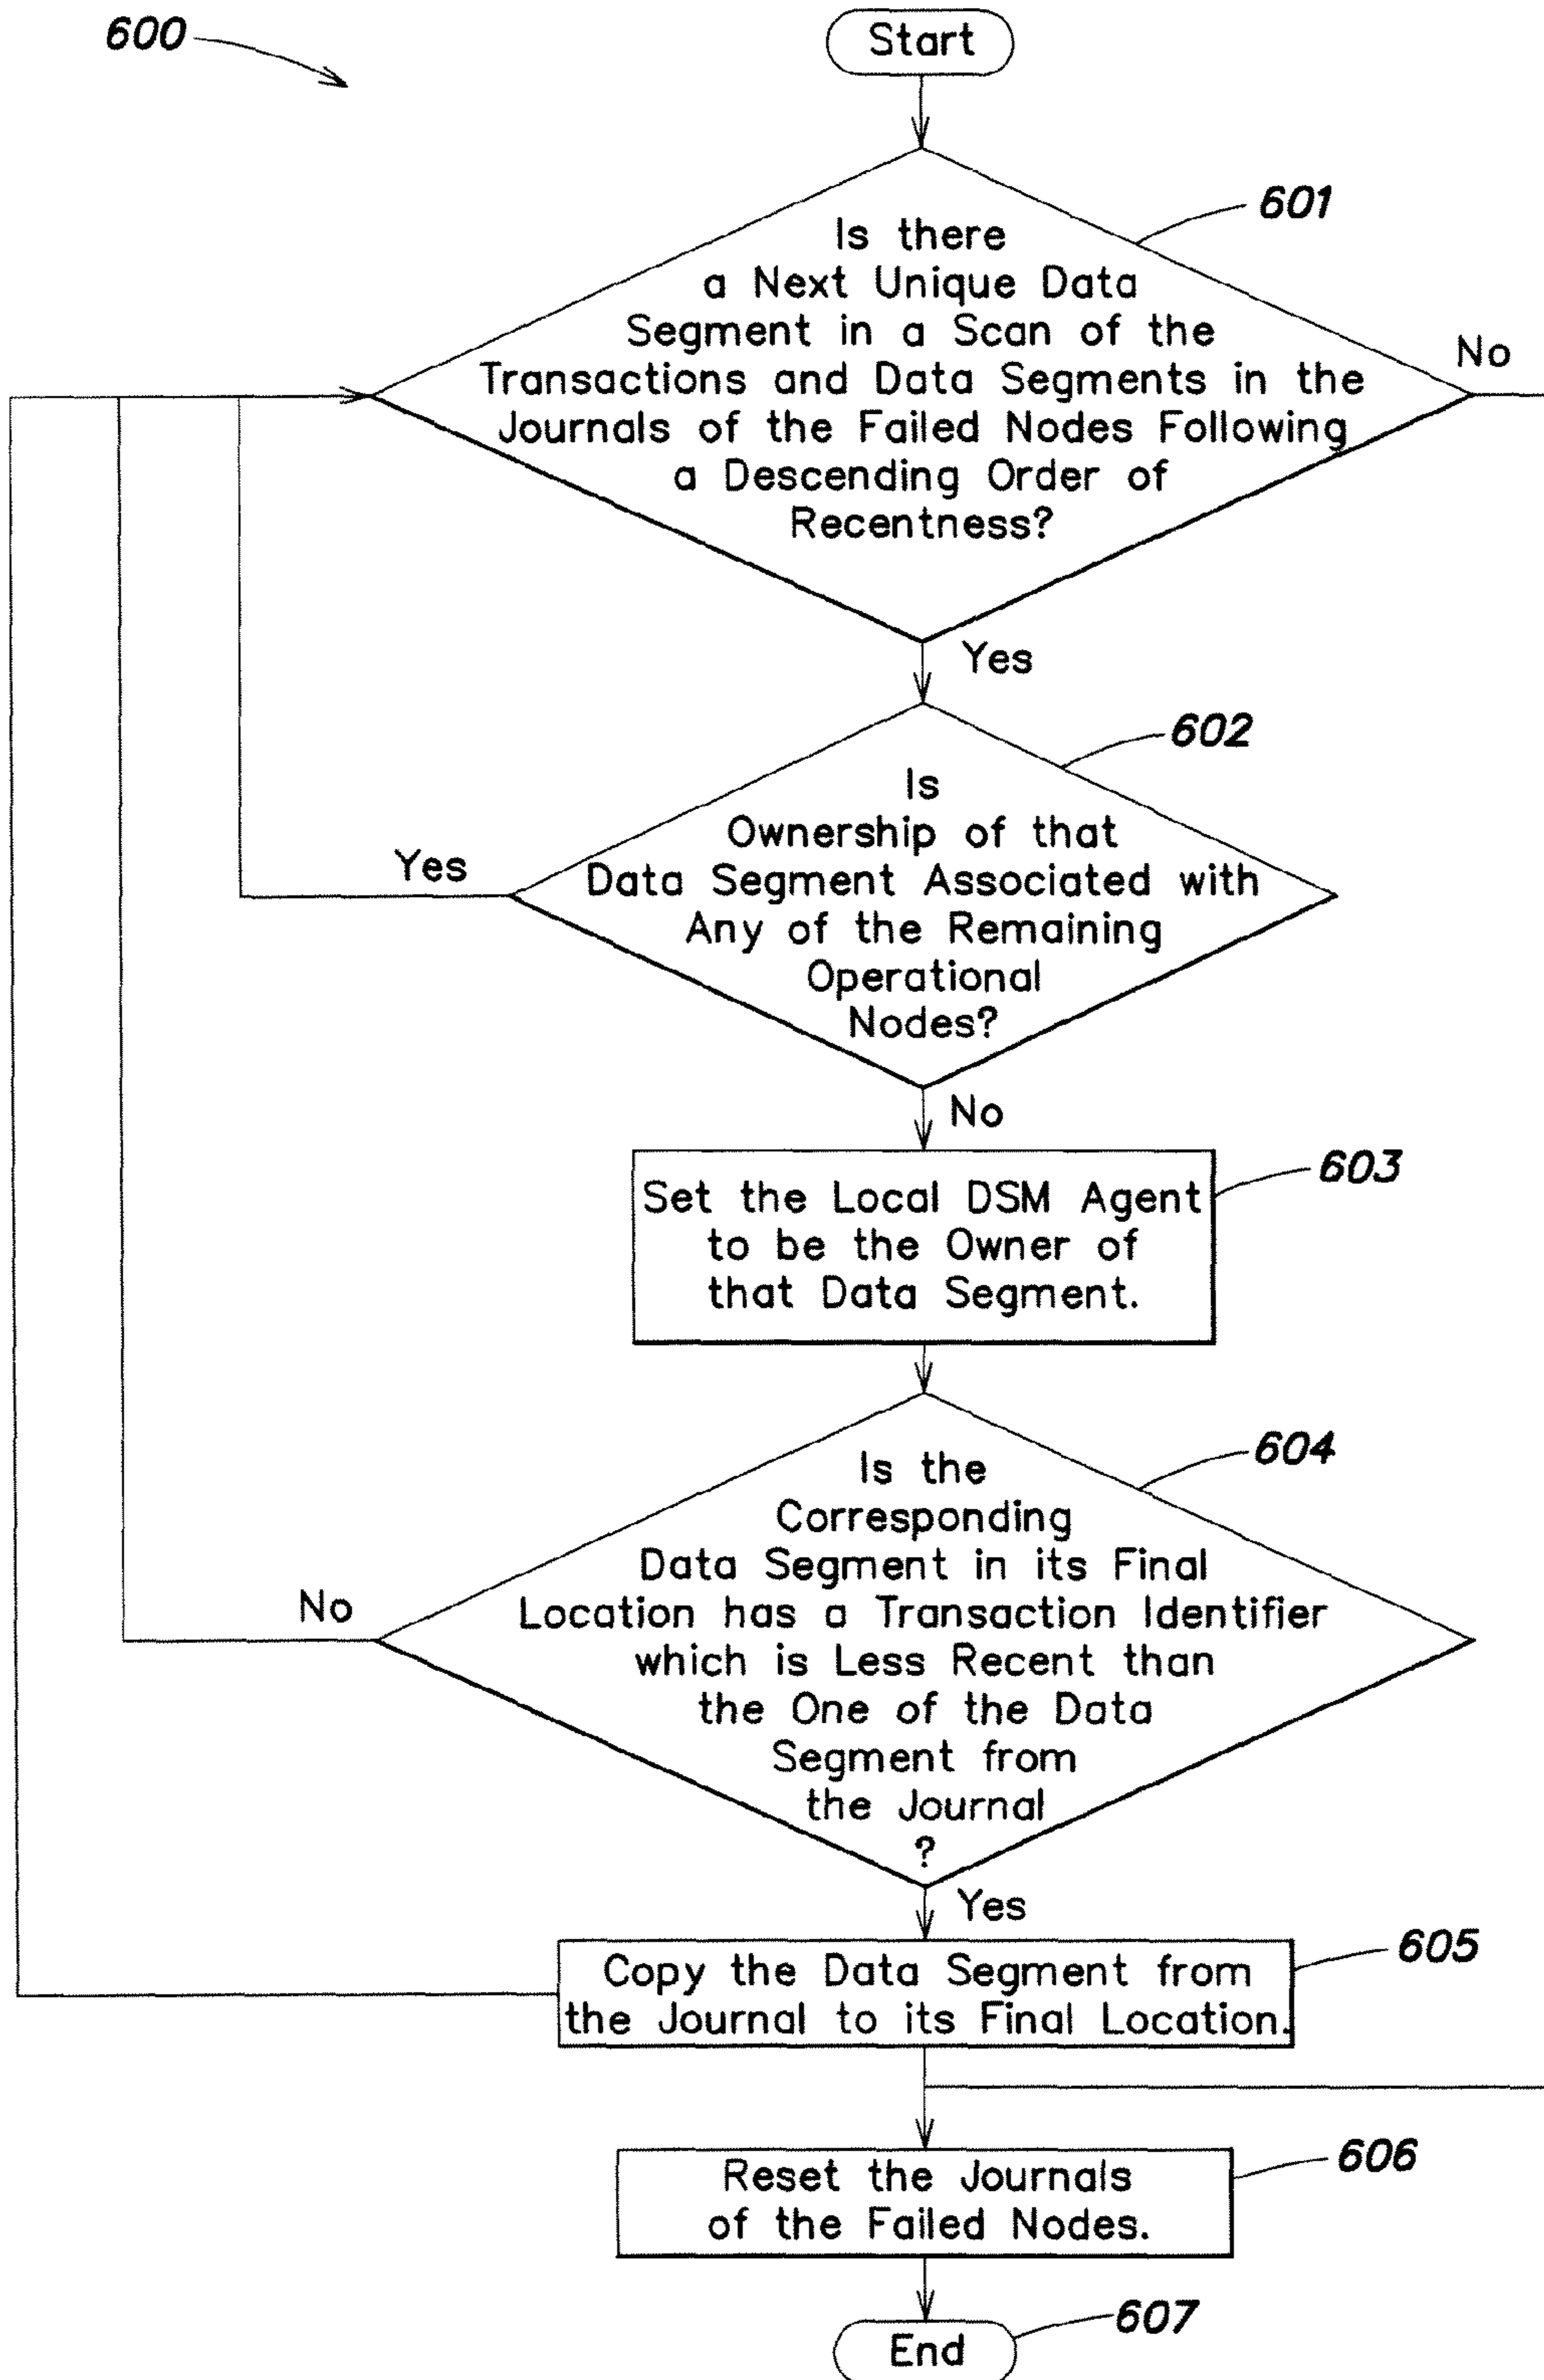 600
Start
601
Is there
a Next Unique Data
Segment in a Scan of the
Transactions and Data Segments in the
Journals of the Failed Nodes Following
a Descending Order of
Recentness?
No
Yes
602
Is
Ownership of that
Data Segment Associated with
Any of the Remaining
Operational
Nodes?
Yes
No
603
Set the Local DSM Agent
to be the Owner of
that Data Segment.
604
Is the
Corresponding
Data Segment in its Final
Location has a Transaction Identifier
which is Less Recent than
the One of the Data
Segment from
the Journal
?
No
Yes
605
Copy the Data Segment from
the Journal to its Final Location.
606
Reset the Journals
of the Failed Nodes.
607
End